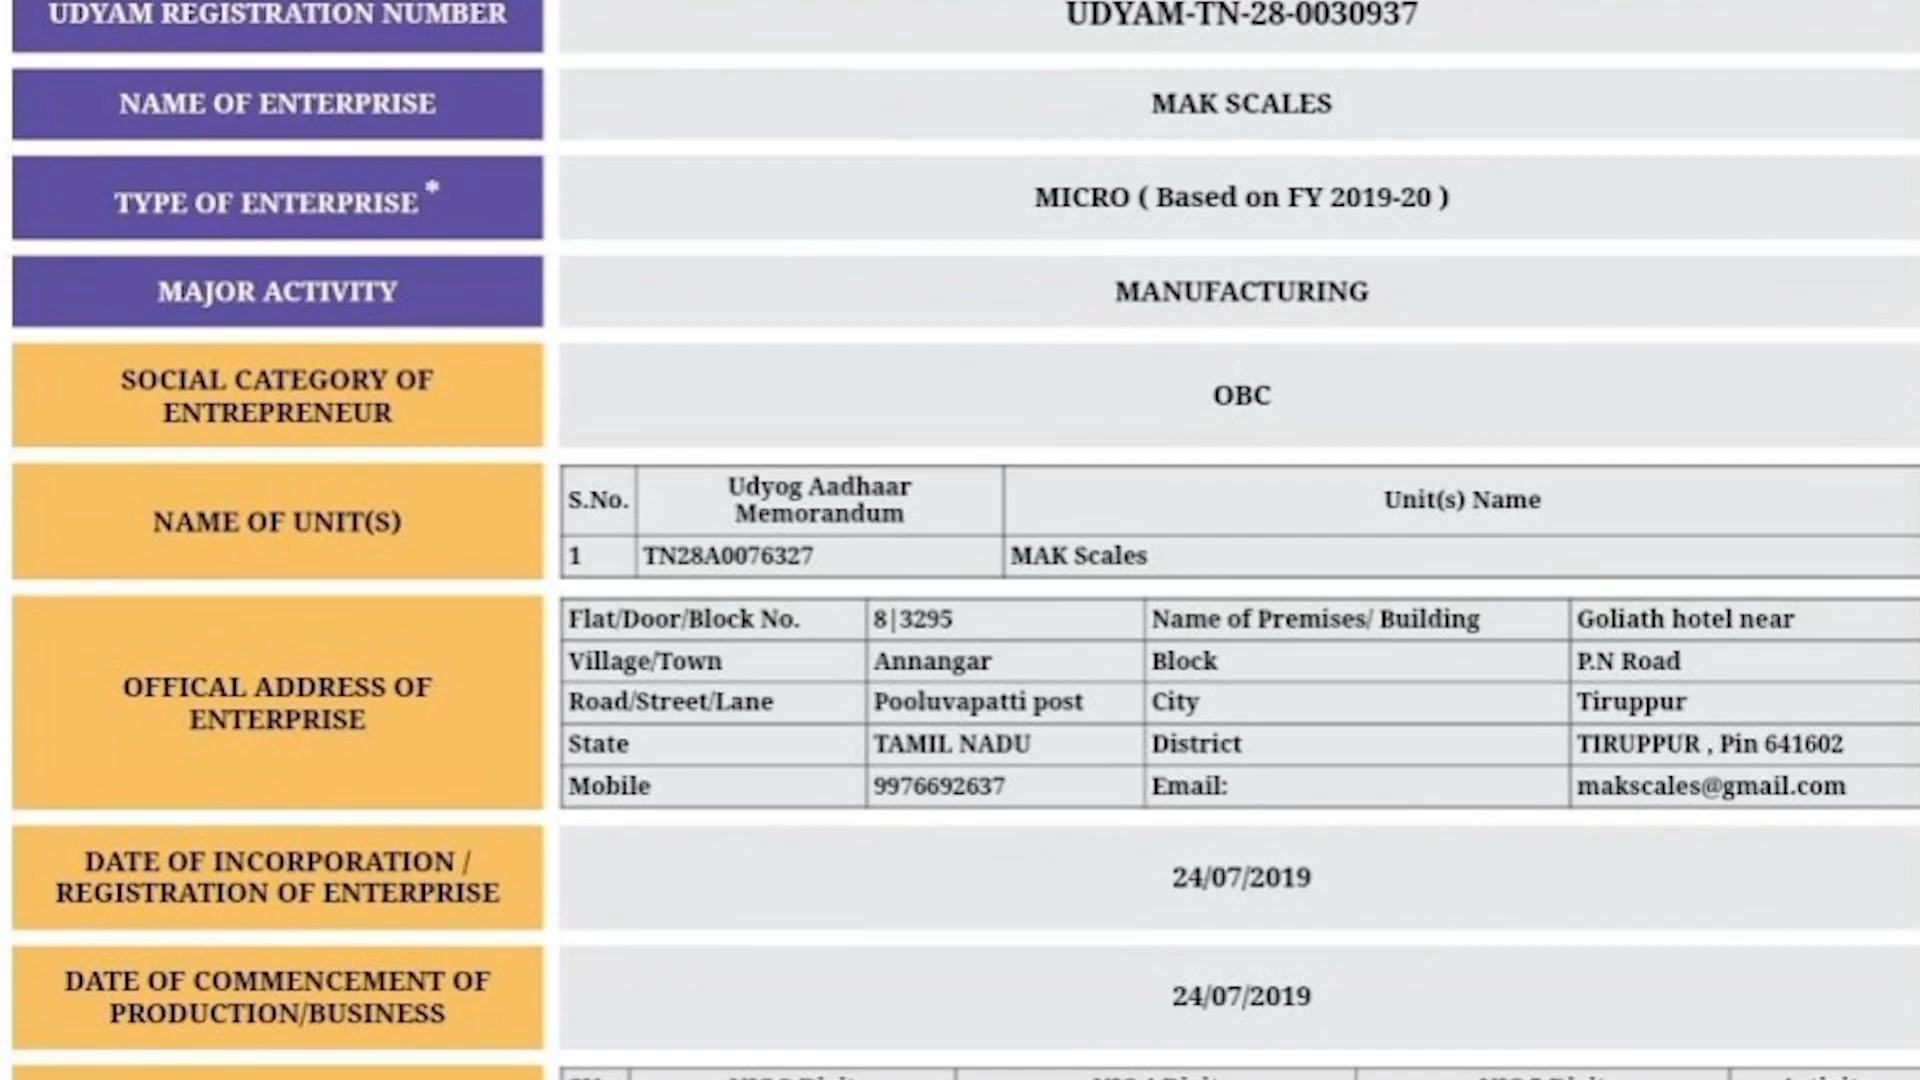 UDYAM REGISTRATION NUMBER UDYAM-TN-28-0030937
NAME OF ENTERPRISE MAK SCALES
TYPE OF ENTERPRISE * MICRO ( Based on FY 2019-20 )
MAJOR ACTIVITY MANUFACTURING
SOCIAL CATEGORY OF
ENTREPRENEUR
OBC
NAME OF UNIT(S)
S.No. Udyog Aadhaar
Memorandum
Unit(s) Name
1 TN28A0076327 MAK Scales
OFFICAL ADDRESS OF
ENTERPRISE
Flat/Door/Block No. 8|3295 Name of Premises/ Building Goliath hotel near
Village/Town Annangar Block P.N Road
Road/Street/Lane Pooluvapatti post City Tiruppur
State TAMIL NADU District TIRUPPUR , Pin 641602
Mobile 9976692637 Email: makscales@gmail.com
DATE OF INCORPORATION /
REGISTRATION OF ENTERPRISE
24/07/2019
DATE OF COMMENCEMENT OF
PRODUCTION/BUSINESS
24/07/2019